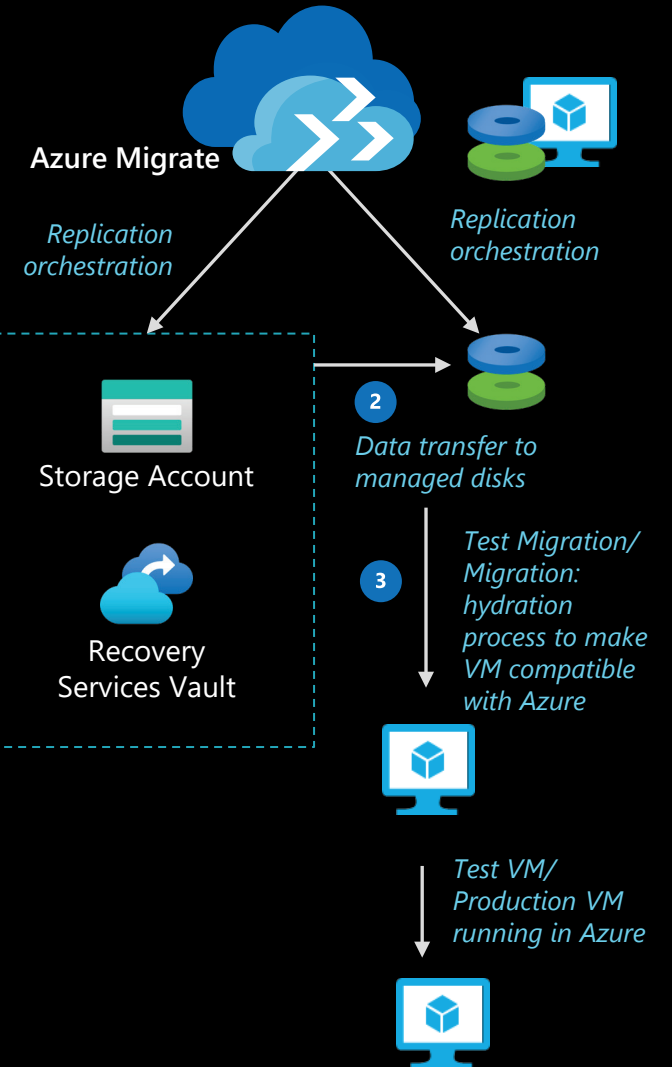 Azure Migrate
Replication
orchestration
Replication
orchestration
2
Data transfer to
managed disks
Storage Account
3
Test Migration/
Migration:
hydration
process to make
VM compatible
with Azure
Recovery
Services Vault
Test VM/
Production VM
running in Azure